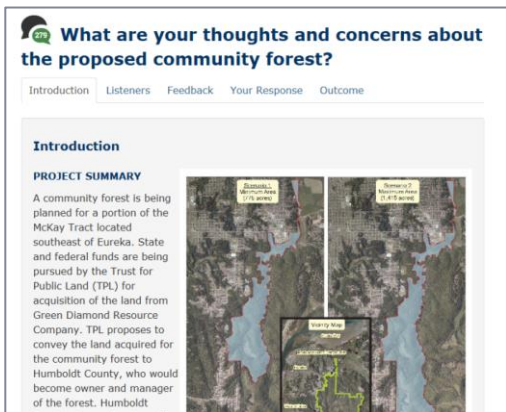 279
What are your thoughts and concerns about
the proposed community forest?
Introduction Listeners Feedback Your Response Outcome
Introduction
PROJECT SUMMARY
A community forest is being
planned for a portion of the
McKay Tract located
southeast of Eureka. State
and federal funds are being
pursued by the Trust for
Public Land (TPL) for
acquisition of the land from
Green Diamond Resource
Company. TPL proposes to
convey the land acquired for
the community forest to
Humboldt County, who would
become owner and manager
of the forest. Humboldt
Scenario 1
Minimum Area
Scenario 2
Maximum Area
Vicinity Map